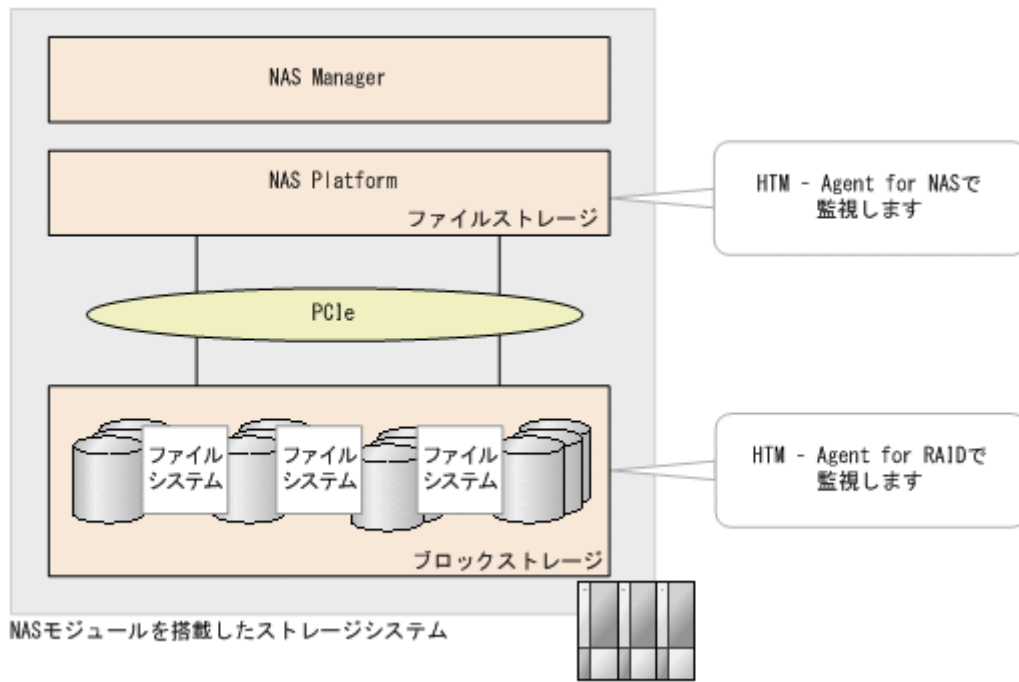 NAS Manager
NAS Platform
ファイルストレージ
HTM - Agent for NASで
監視します
PCIe
ファイル
システム
ファイル
システム
ファイル
システム
HTM - Agent for RAIDで
監視します
ブロックストレージ
NASモジュールを搭載したストレージシステム